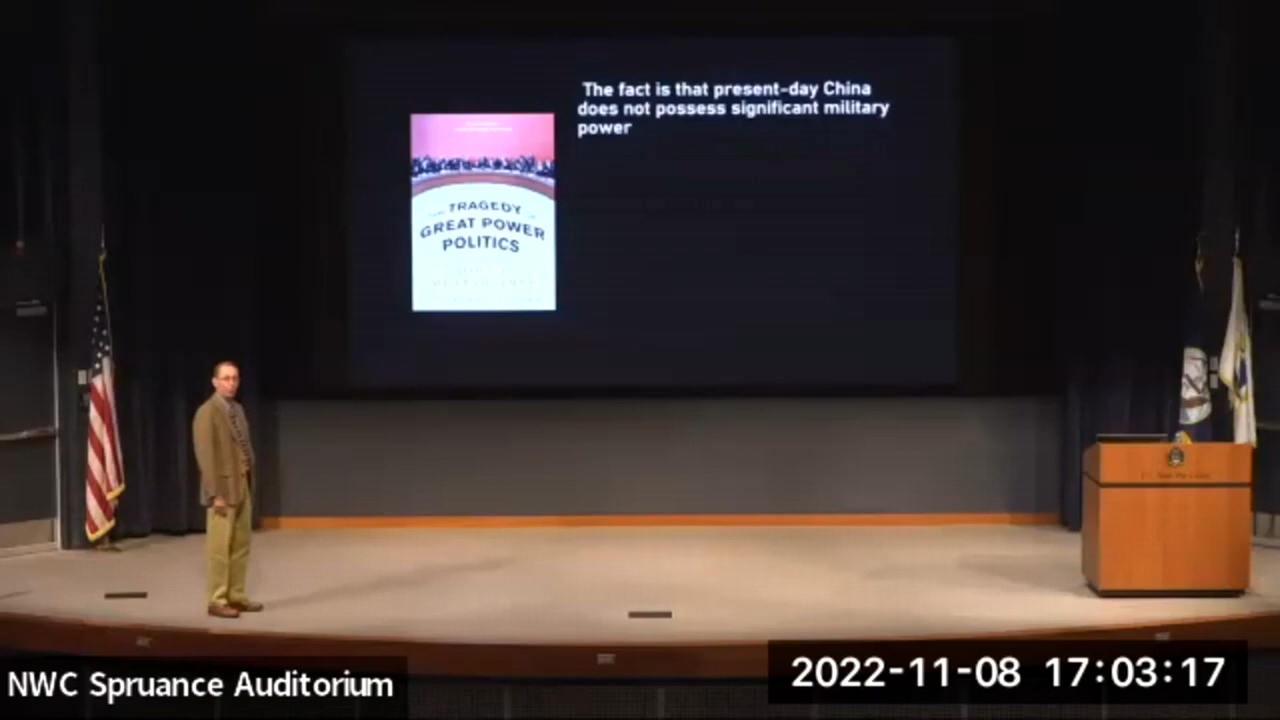 The fact is that present-day China
does not possess significant military
power
TRAGEDY
GREAT POWER
POLITICS
NWC Spruance Auditorium
2022-11-08 17:03:17